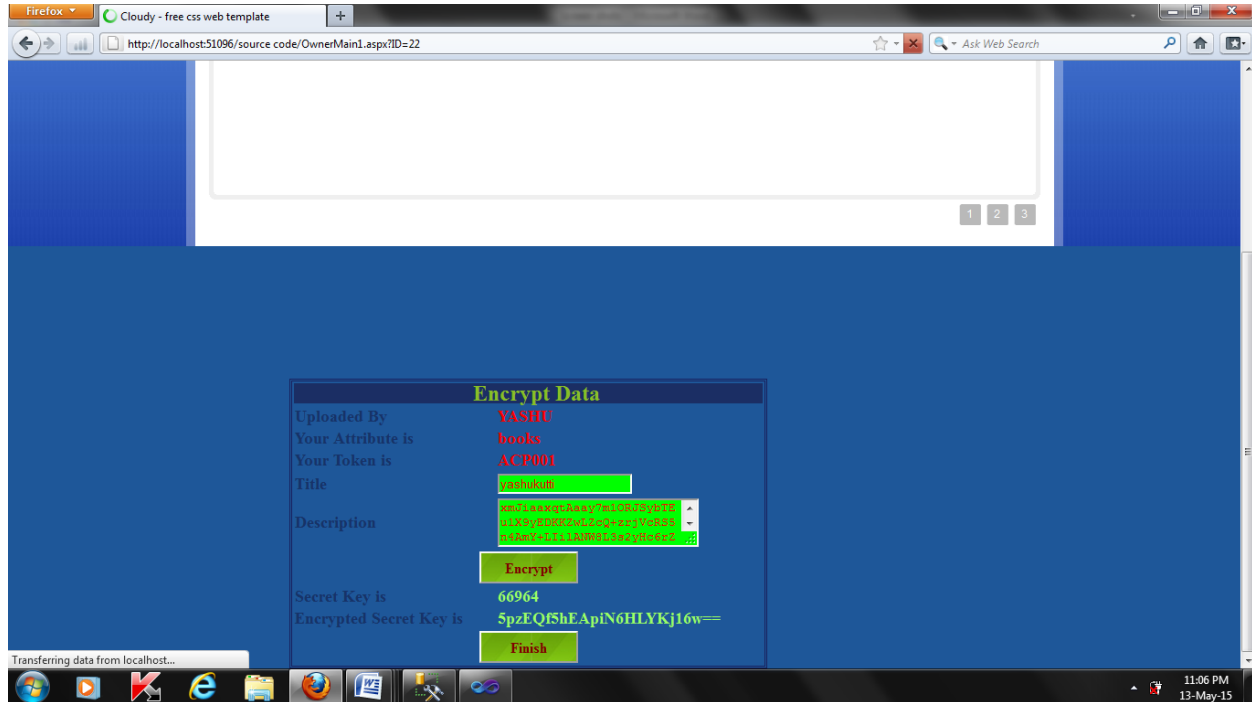 Firefox
Cloudy - free css web template
http://localhost:51096/source code/OwnerMain1.aspx?ID=22
Ask Web Search
1 2 3
Encrypt Data
Uploaded By YASHU
Your Attribute is books
Your Token is ACP001
Title yashukutti
Description
Encrypt
Secret Key is 66964
Encrypted Secret Key is 5pzEQf5hEApiN6HLYKj16w==
Finish
Transferring data from localhost...
11:06 PM
13-May-15